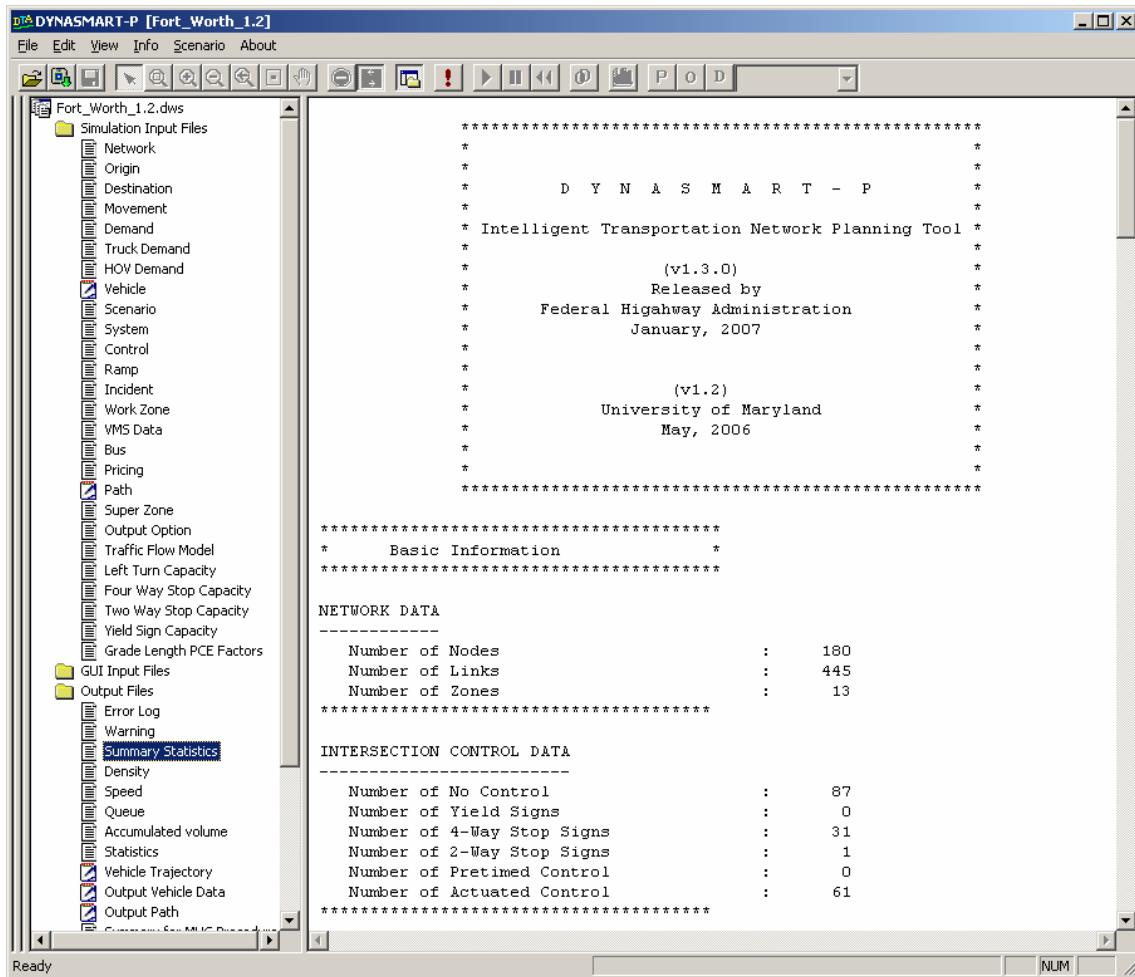 DYNASMART-P [Fort_Worth_1.2]
File Edit View Info Scenario About
P O D
Fort_Worth_1.2.dws
Simulation Input Files
Network
Origin
Destination
Movement
Demand
Truck Demand
HOV Demand
Vehicle
Scenario
System
Control
Ramp
Incident
Work Zone
VMS Data
Bus
Pricing
Path
Super Zone
Output Option
Traffic Flow Model
Left Turn Capacity
Four Way Stop Capacity
Two Way Stop Capacity
Yield Sign Capacity
Grade Length PCE Factors
GUI Input Files
Output Files
Error Log
Warning
Summary Statistics
Density
Speed
Queue
Accumulated volume
Statistics
Vehicle Trajectory
Output Vehicle Data
Output Path
****************************************************
* *
* *
* D Y N A S M A R T - P *
* *
* Intelligent Transportation Network Planning Tool *
* *
* (v1.3.0) *
* Released by *
* Federal Higahway Administration *
* January, 2007 *
* *
* *
* (v1.2) *
* University of Maryland *
* May, 2006 *
* *
* *
****************************************************
****************************************
* Basic Information *
****************************************
NETWORK DATA
------------
Number of Nodes : 180
Number of Links : 445
Number of Zones : 13
***************************************
INTERSECTION CONTROL DATA
-------------------------
Number of No Control : 87
Number of Yield Signs : 0
Number of 4-Way Stop Signs : 31
Number of 2-Way Stop Signs : 1
Number of Pretimed Control : 0
Number of Actuated Control : 61
***************************************
Ready
NUM